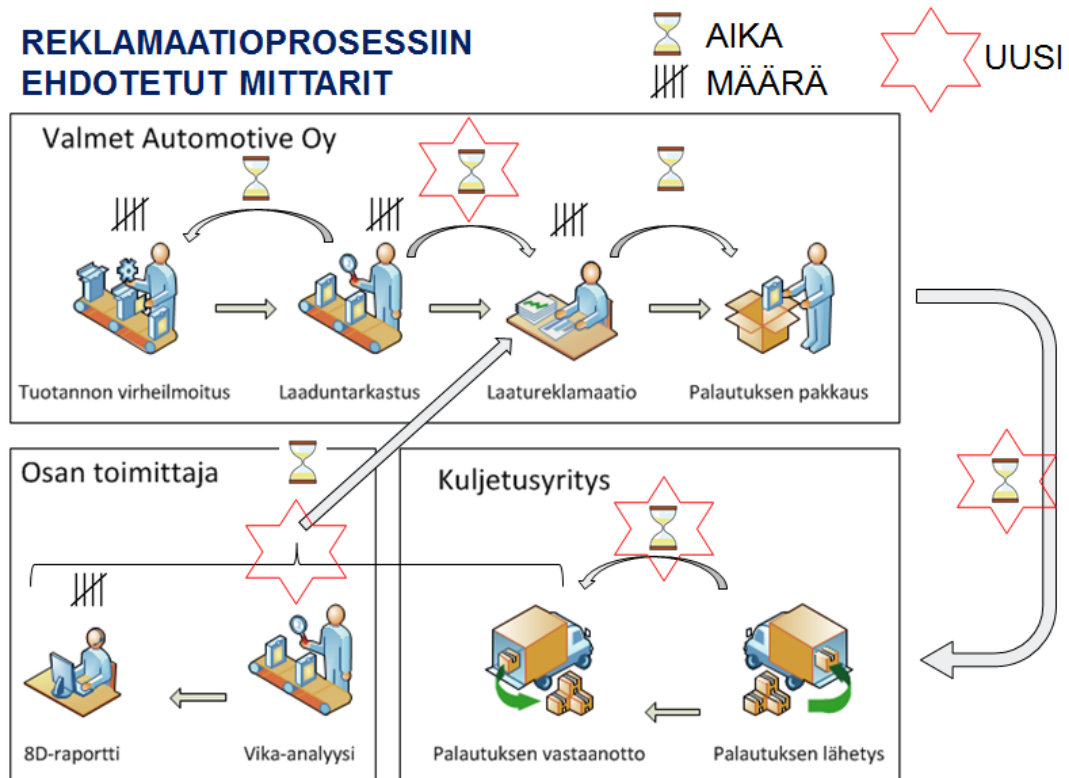 REKLAMAATIOPROSESSIIN
EHDOTETUT MITTARIT
AIKA
MÄÄRÄ
UUSI
Valmet Automotive Oy
Tuotannon virheilmoitus
Laaduntarkastus
Laatureklamaatio
Palautuksen pakkaus
Osan toimittaja
Kuljetusyritys
8D-raportti
Vika-analyysi
Palautuksen vastaanotto
Palautuksen lähetys